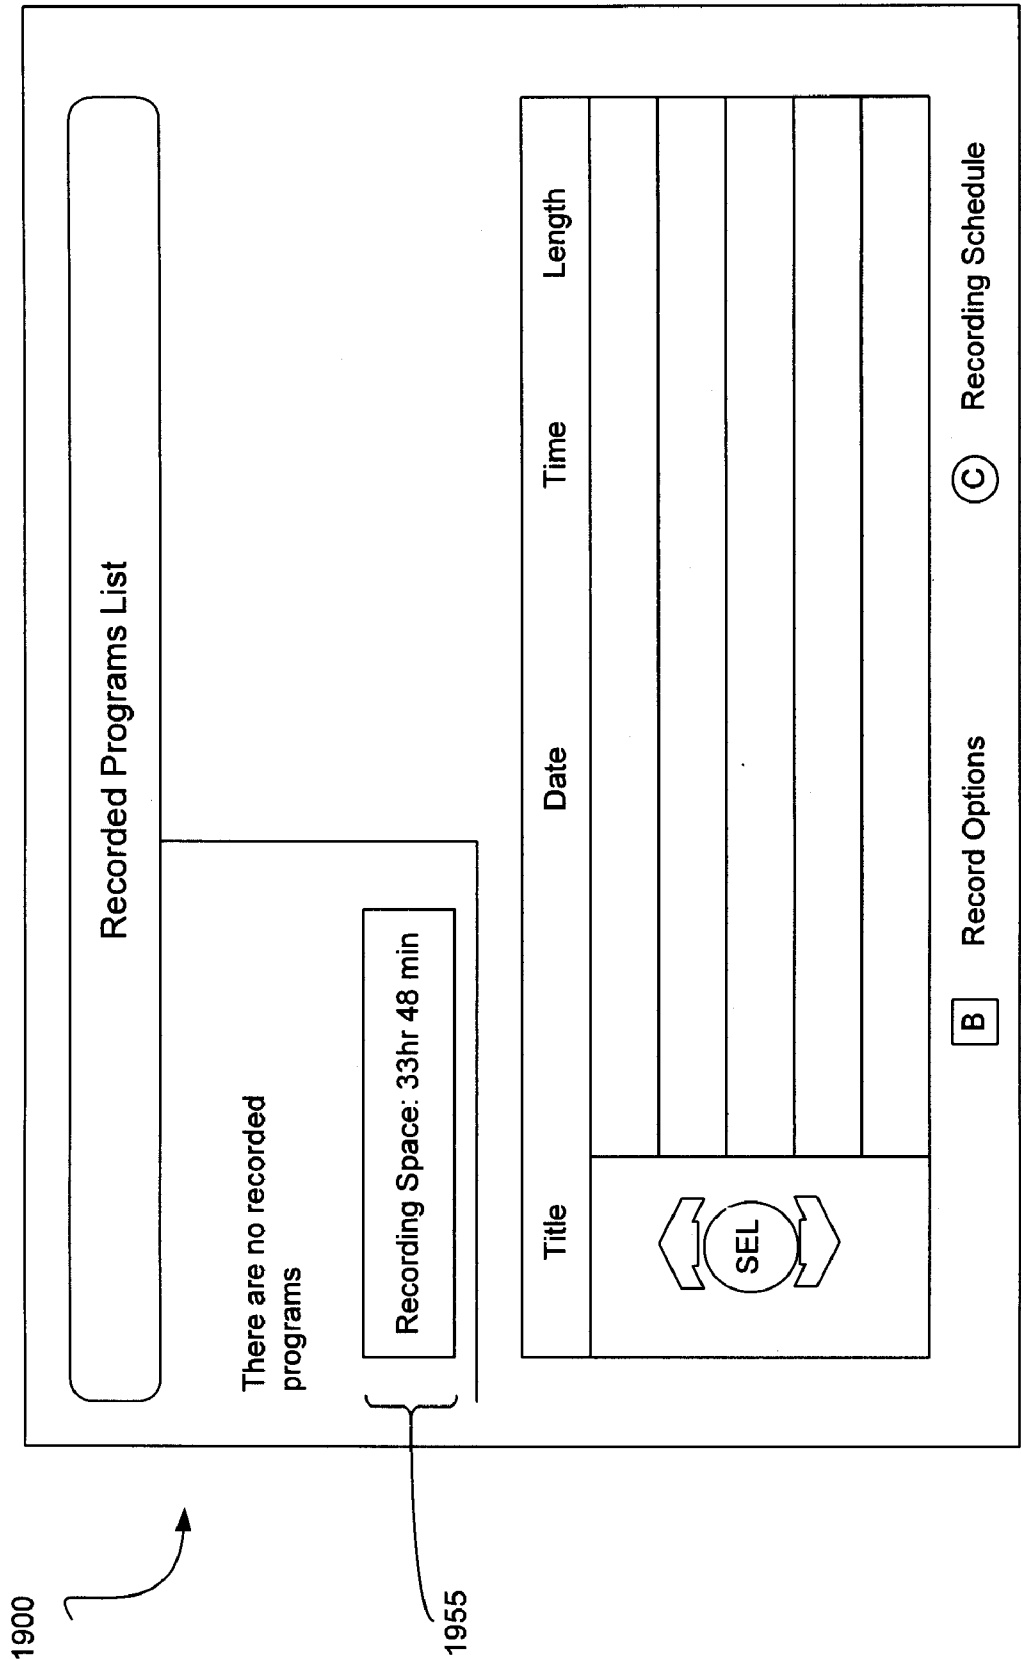 1900
Recorded Programs List
There are no recorded
programs
Recording Space: 33hr 48 min
1955
Title Date Time Length
SEL
B Record Options C Recording Schedule